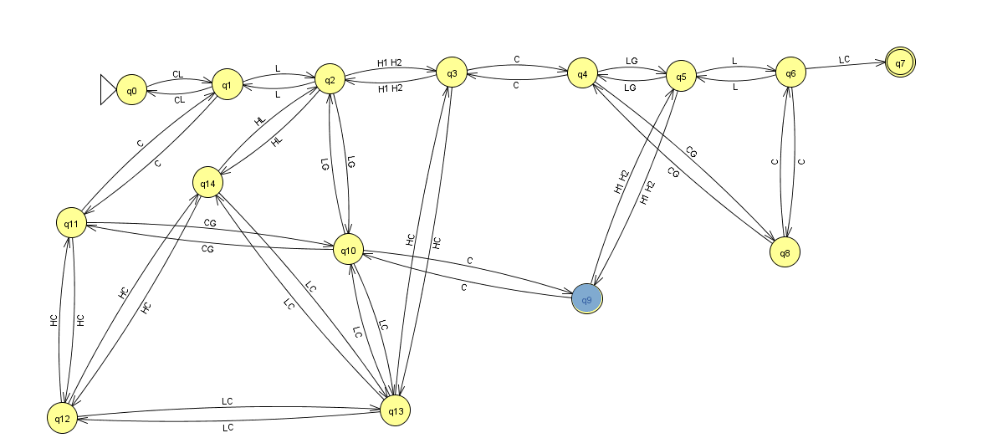 LC
C
LG
L
q7
H1 H2
CL
L
q3
q4
q5
q6
q2
q0
q1
C
LG
L
CL
L
H1 H2
HL
C
HL
CG
C
LG
LG
CG
C
C
q14
H1 H2
H1 H2
q11
CG
HC
HC
CG
q10
C
q8
HC
LC
C
q9
HC
LC
HC
HC
LC
LC
LC
q13
q12
LC